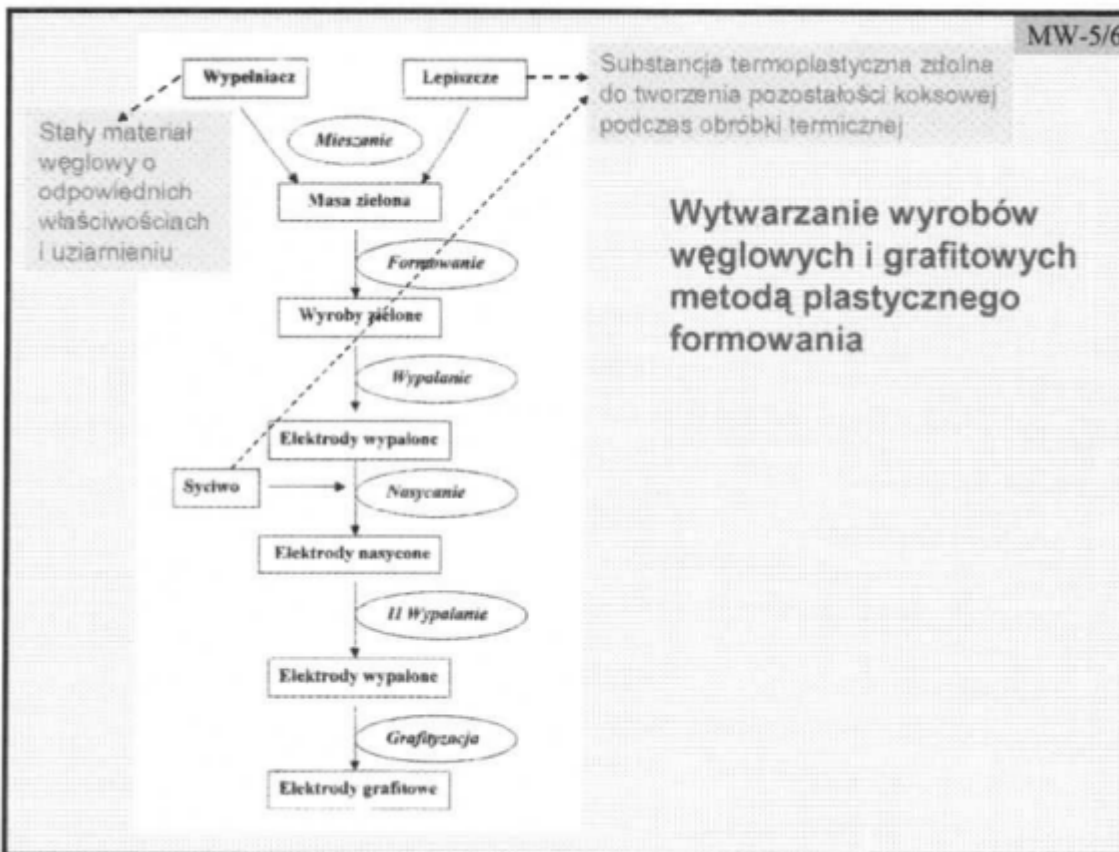 MW-5/6
Wypełniacz
Lepiszcze
Substancja termoplastyczna zdolna
do tworzenia pozostałości koksowej
podczas obróbki termicznej
Stały materiał
węglowy o
odpowiednich
właściwościach
i uziarnieniu
Mieszanie
Masa zielona
Wytwarzanie wyrobów
węglowych i grafitowych
metodą plastycznego
formowania
Formowanie
Wyroby zielone
Wypalanie
Elektrody wypalone
Syciwo
Nasycanie
Elektrody nasycone
II Wypalanie
Elektrody wypalone
Grafityzacja
Elektrody grafitowe